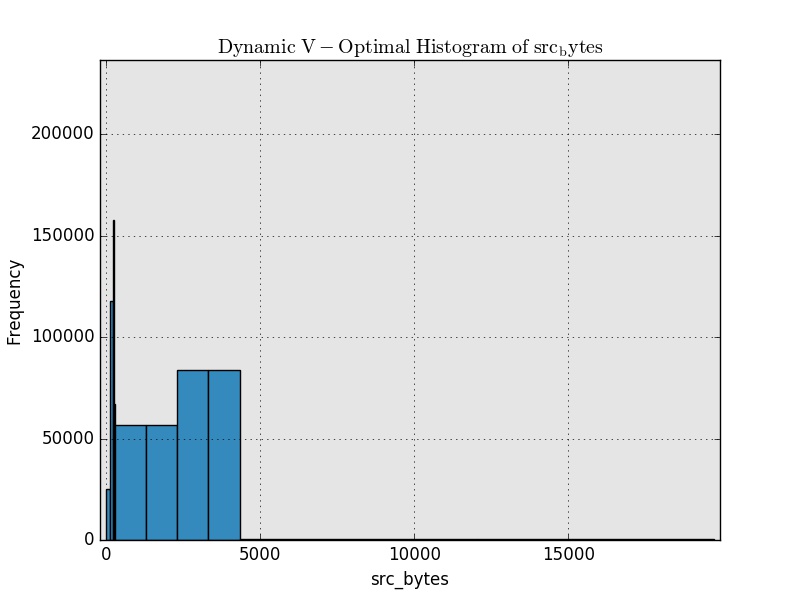 Dynamic V − Optimal Histogram of src_bytes
200000
150000
100000
50000
0
Frequency
0 5000 10000 15000
src_bytes